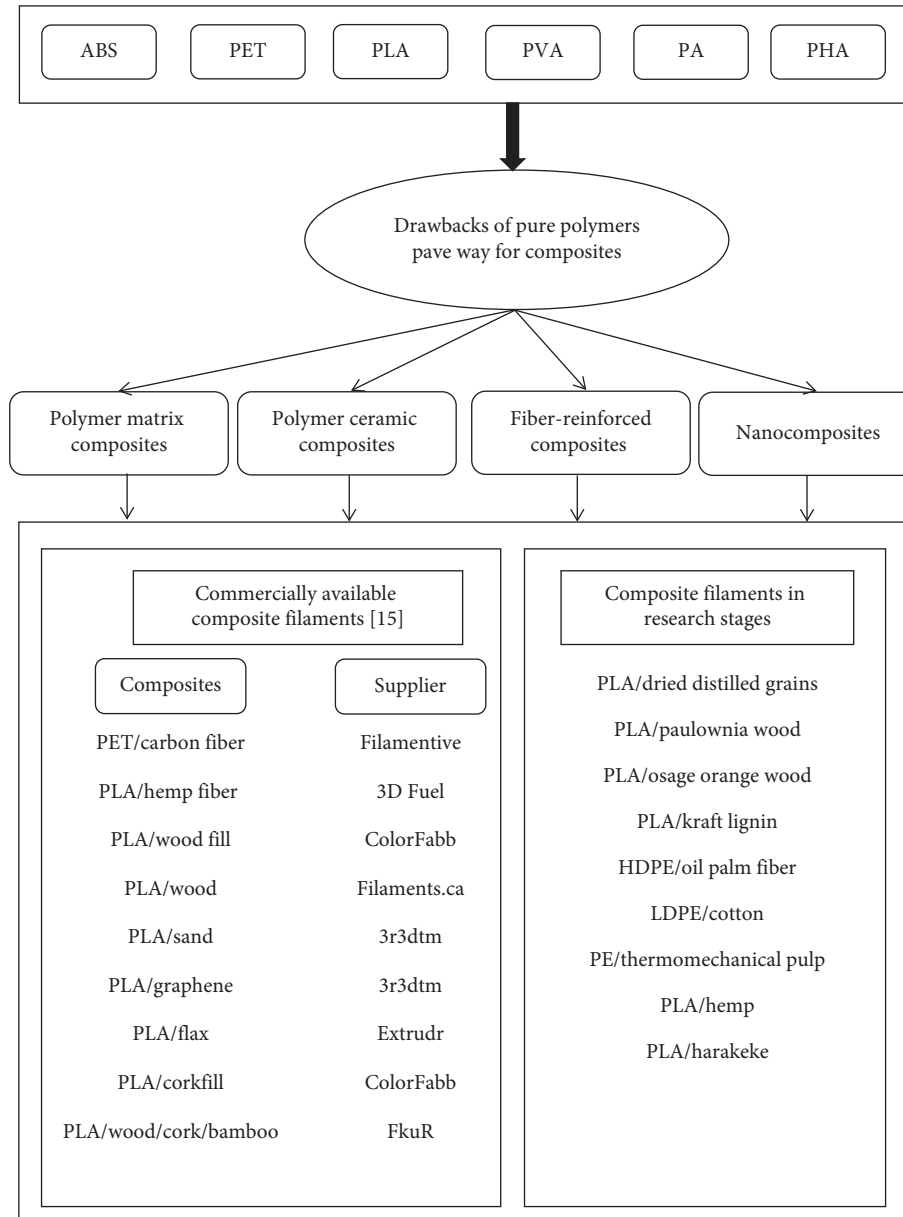 ABS
PET
PLA
PVA
PA
PHA
Drawbacks of pure polymers
pave way for composites
Polymer matrix
composites
Polymer ceramic
composites
Fiber-reinforced
composites
Nanocomposites
Commercially available
composite filaments [15]
Composites
Supplier
PET/carbon fiber
Filamentive
PLA/hemp fiber
3D Fuel
PLA/wood fill
ColorFabb
PLA/wood
Filaments.ca
PLA/sand
3r3dtm
PLA/graphene
3r3dtm
PLA/flax
Extrudr
PLA/corkfill
ColorFabb
PLA/wood/cork/bamboo
FkuR
Composite filaments in
research stages
PLA/dried distilled grains
PLA/paulownia wood
PLA/osage orange wood
PLA/kraft lignin
HDPE/oil palm fiber
LDPE/cotton
PE/thermomechanical pulp
PLA/hemp
PLA/harakeke